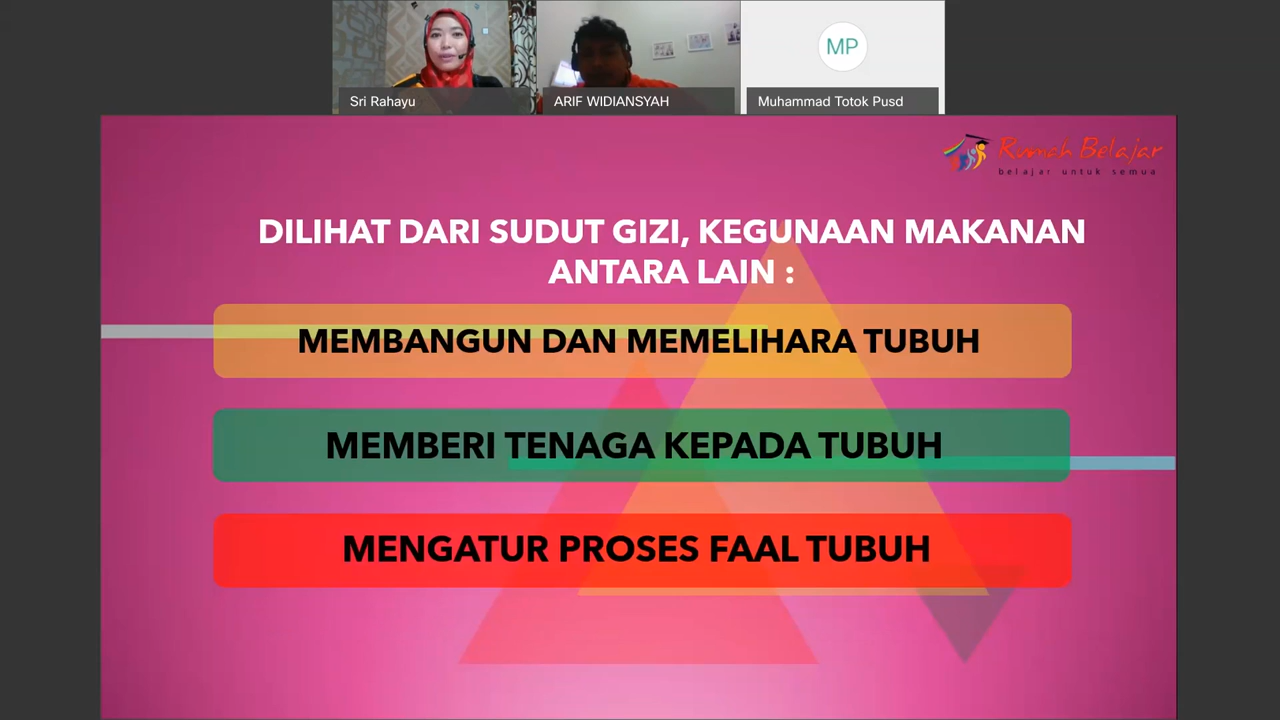 MP
Sri Rahayu
ARIF WIDIANSYAH
Muhammad Totok Pusd
Rumah Belajar
belajar untuk semua
DILIHAT DARI SUDUT GIZI, KEGUNAAN MAKANAN
ANTARA LAIN :
MEMBANGUN DAN MEMELIHARA TUBUH
MEMBERI TENAGA KEPADA TUBUH
MENGATUR PROSES FAAL TUBUH